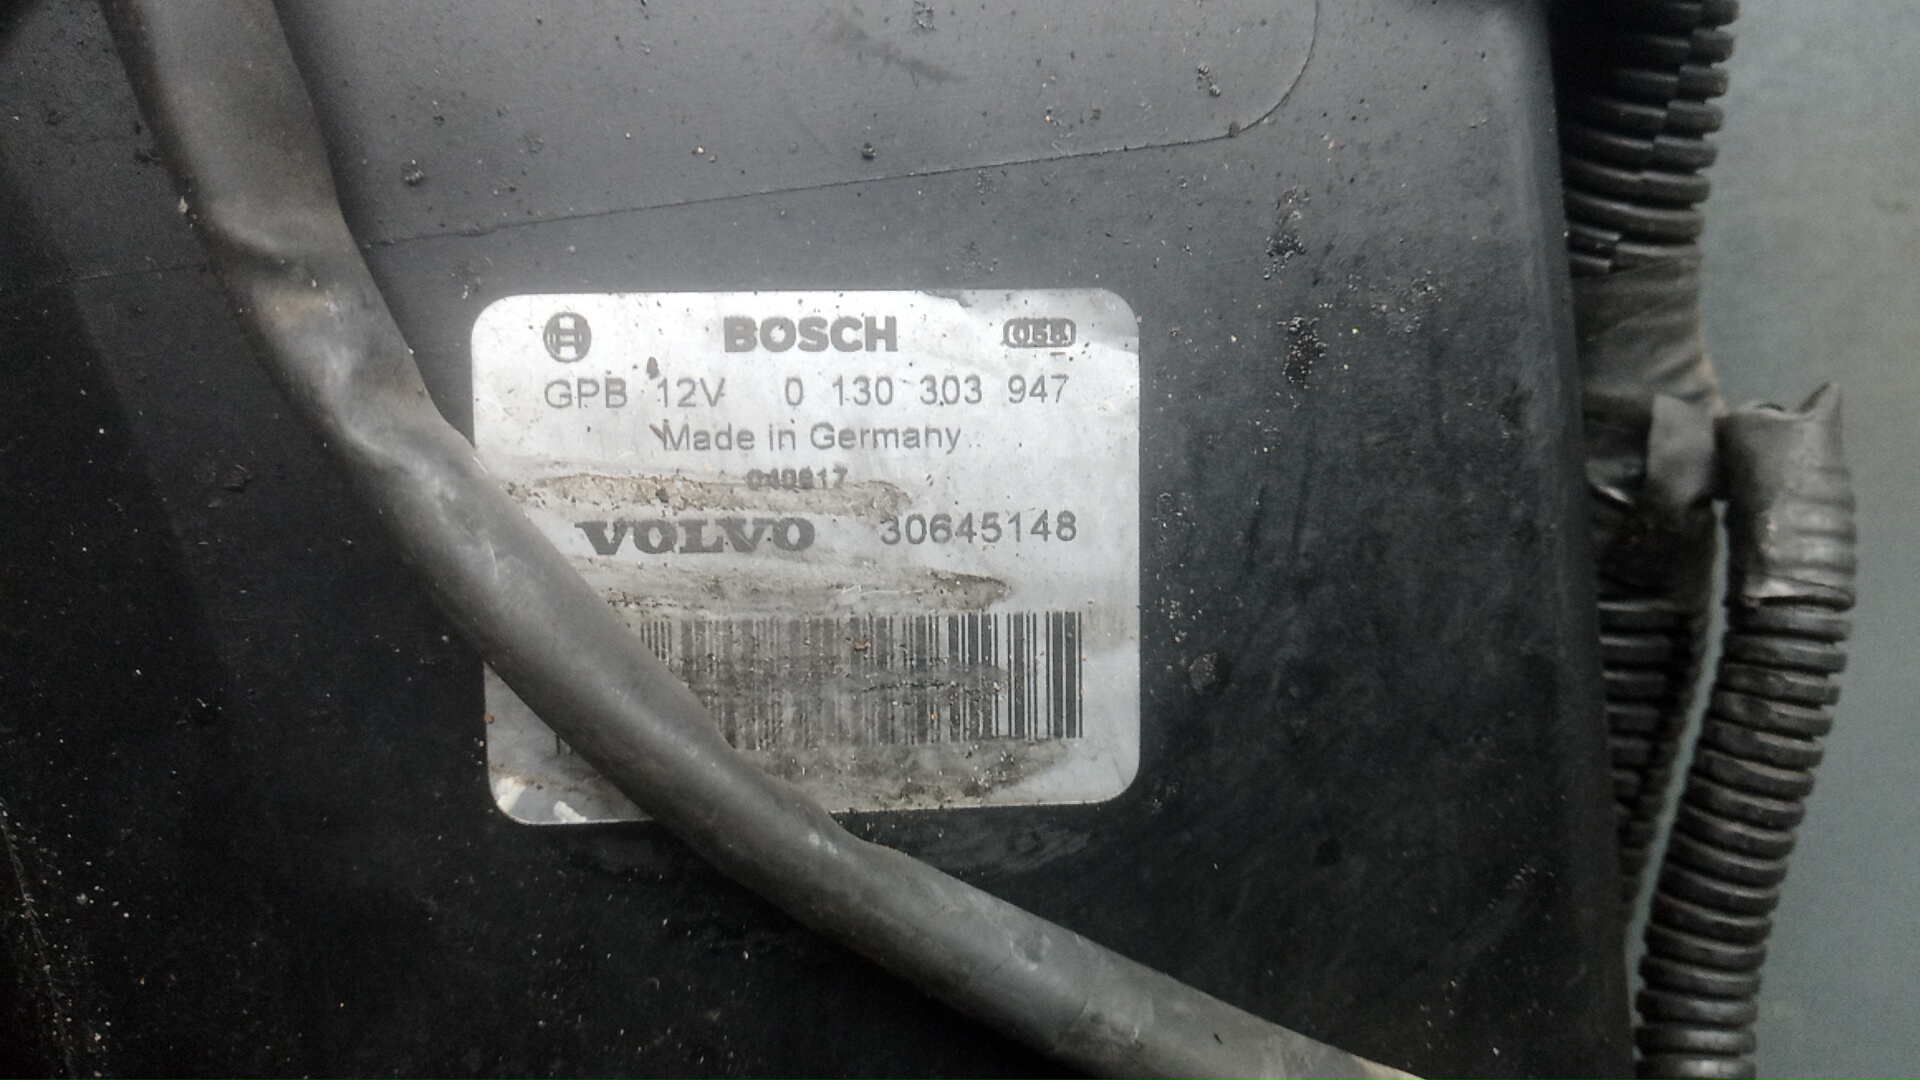 BOSCH
GPB 12V 0 130 303 947
Made in Germany
VOLVO 30645148